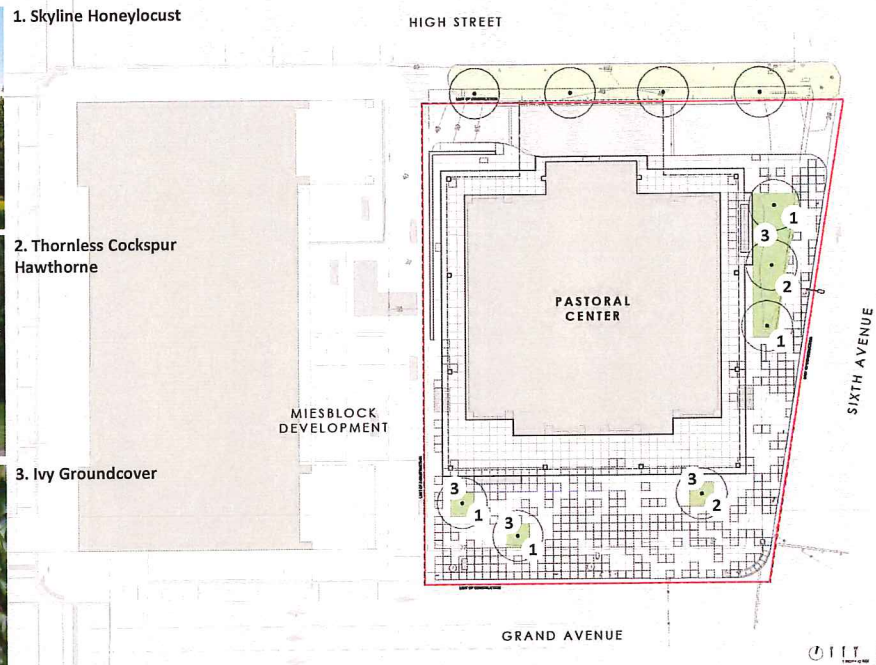 1. Skyline Honeylocust
HIGH STREET
2. Thornless Cockspur
Hawthorne
1
3
2
1
PASTORAL
CENTER
SIXTH AVENUE
MIESBLOCK
DEVELOPMENT
3. Ivy Groundcover
3
1
3
2
3
1
GRAND AVENUE